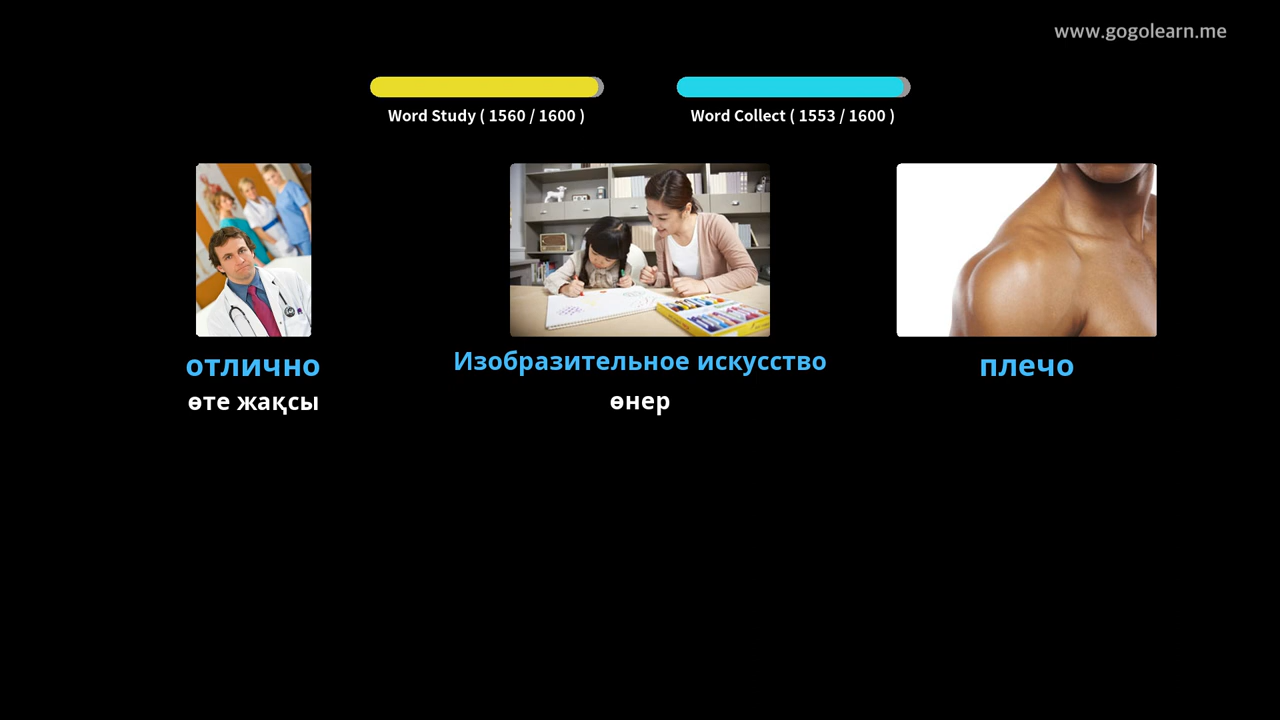 www.gogolearn.me
Word Study ( 1560 / 1600 )
Word Collect ( 1553 / 1600 )
отлично
өте жақсы
Изобразительное искусство
өнер
плечо